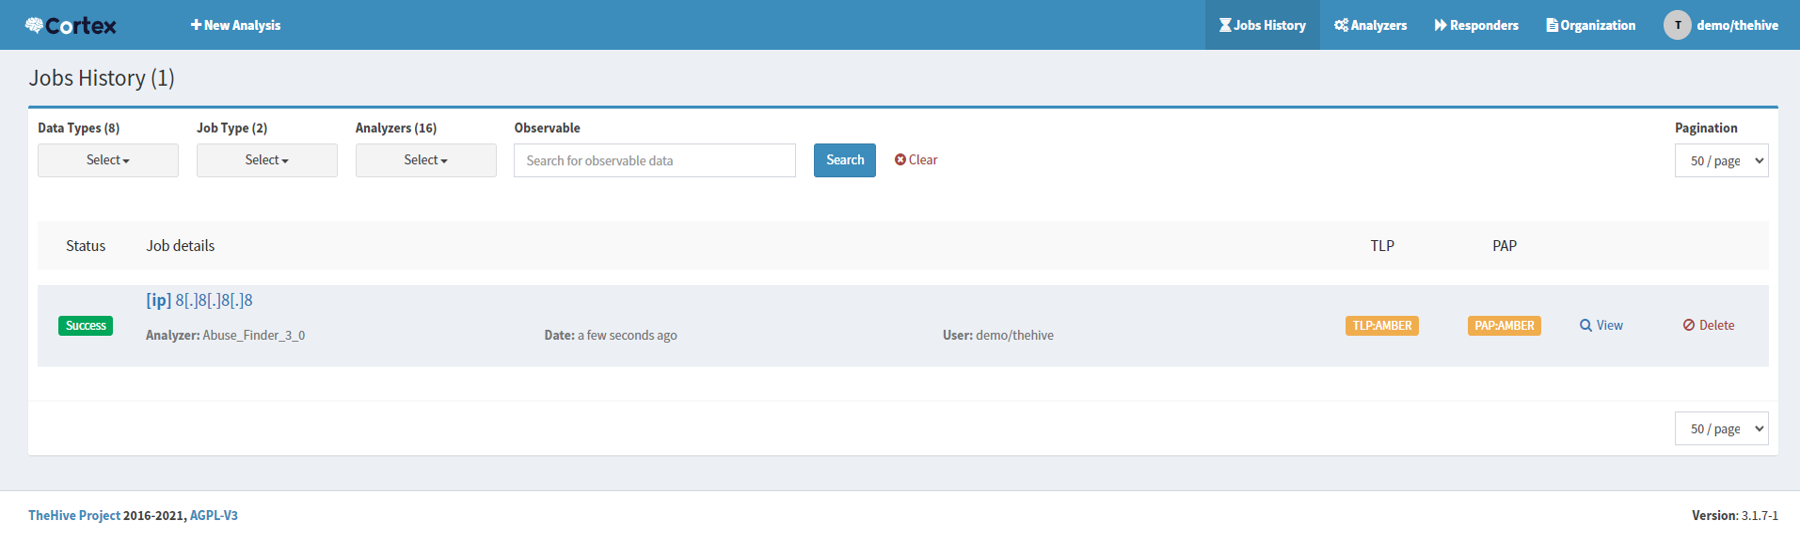 Cortex New Analysis Jobs History Analyzers Responders Organization T demo/thehive
Jobs History (1)
Data Types (8) Job Type (2) Analyzers (16) Observable Pagination
Select Select Select Search for observable data Search Clear 50 / page
Status Job details TLP PAP
[ip] 8[.]8[.]8[.]8
Success TLP:AMBER PAP:AMBER View Delete
Analyzer: Abuse_Finder_3_0 Date: a few seconds ago User: demo/thehive
50 / page
TheHive Project 2016-2021, AGPL-V3 Version: 3.1.7-1